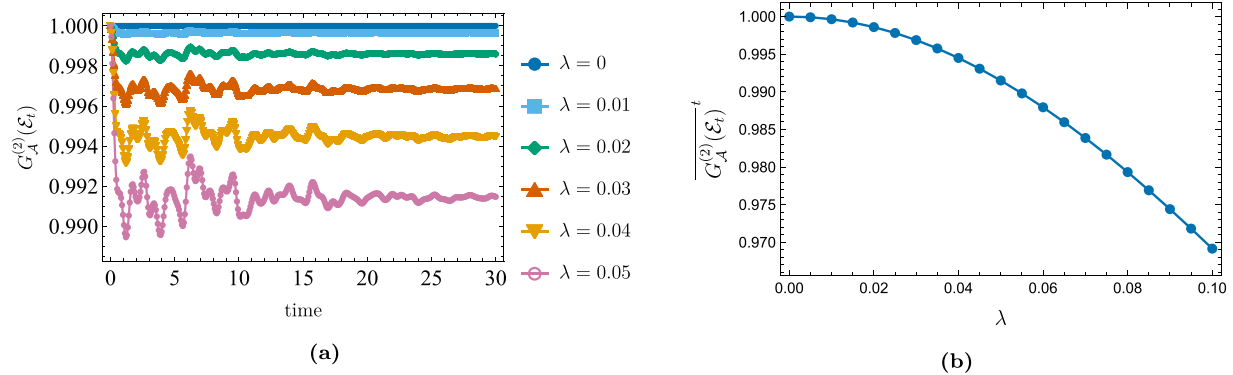 1.000
0.998
0.996
0.994
0.992
0.990
G_A^{(2)}(ℰ_t)
0 5 10 15 20 25 30
time
λ = 0
λ = 0.01
λ = 0.02
λ = 0.03
λ = 0.04
λ = 0.05
(a)
1.000
0.995
0.990
0.985
0.980
0.975
0.970
\overline{G_A^{(2)}(ℰ_t)}^t
0.00 0.02 0.04 0.06 0.08 0.10
λ
(b)